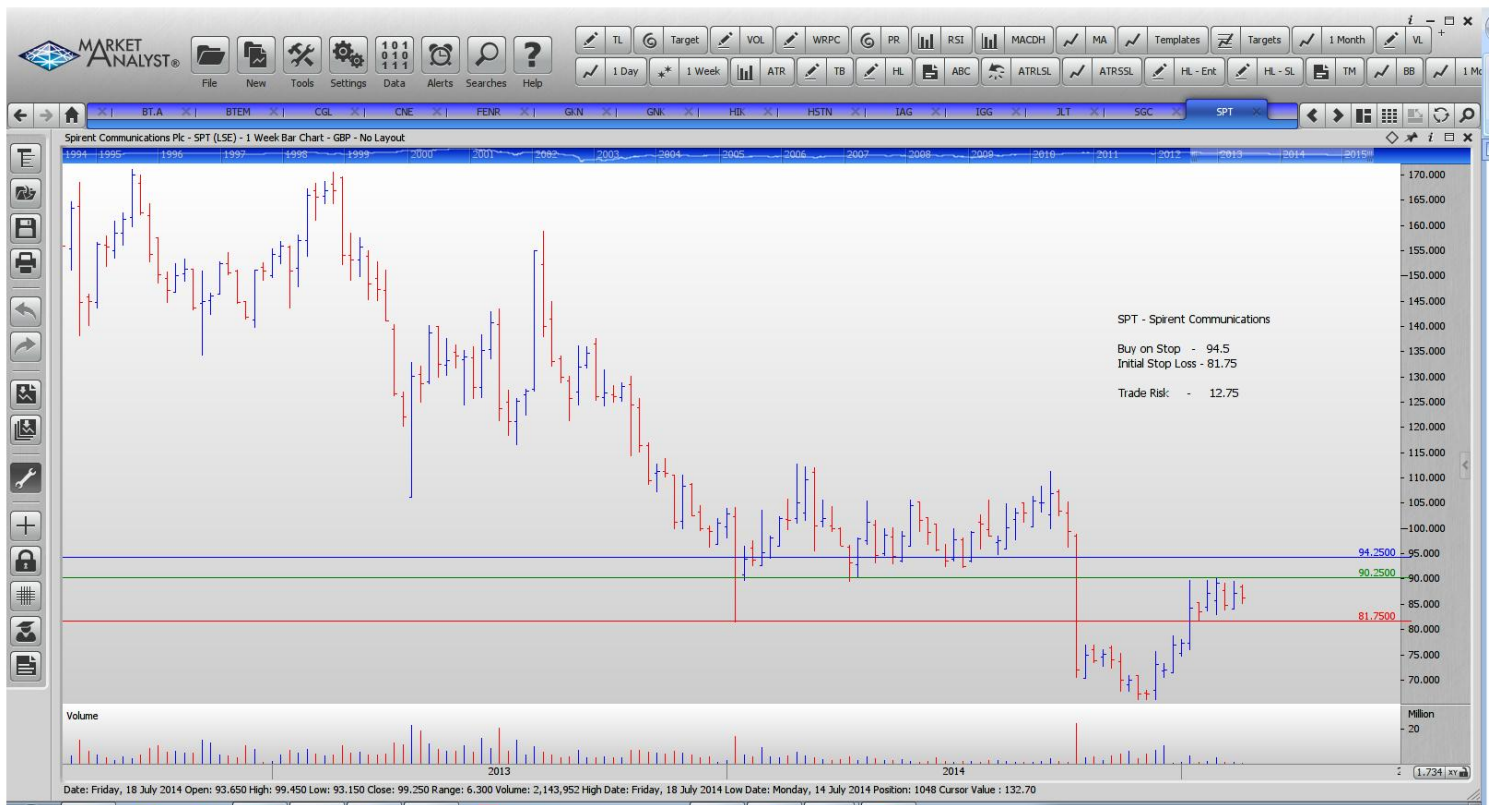 MARKET
ANALYST®
File New Tools Settings Data Alerts Searches Help
TL Target VOL WRPC PR RSI MACDH MA Templates Targets 1 Month VL
1 Day 1 Week ATR TB HL ABC ATRLSL ATRSSL HL - Ent HL - SL TM BB 1 Mo
BT.A BTEM CGL CNE FENR GKN GNK HIK HSTN IAG IGG JLT SGC SPT
Spirent Communications Plc - SPT (LSE) - 1 Week Bar Chart - GBP - No Layout
1994 1995 1996 1997 1998 1999 2000 2001 2002 2003 2004 2005 2006 2007 2008 2009 2010 2011 2012 2013 2014 2015
170.000
165.000
160.000
155.000
150.000
145.000
SPT - Spirent Communications
140.000
Buy on Stop - 94.5
135.000
Initial Stop Loss - 81.75
130.000
Trade Risk - 12.75
125.000
120.000
115.000
110.000
105.000
100.000
94.2500 95.000
90.2500 90.000
85.000
81.7500
80.000
75.000
70.000
Volume Million
20
2013 2014 2
1.734 XY
Date: Friday, 18 July 2014 Open: 93.650 High: 99.450 Low: 93.150 Close: 99.250 Range: 6.300 Volume: 2,143,952 High Date: Friday, 18 July 2014 Low Date: Monday, 14 July 2014 Position: 1048 Cursor Value : 132.70